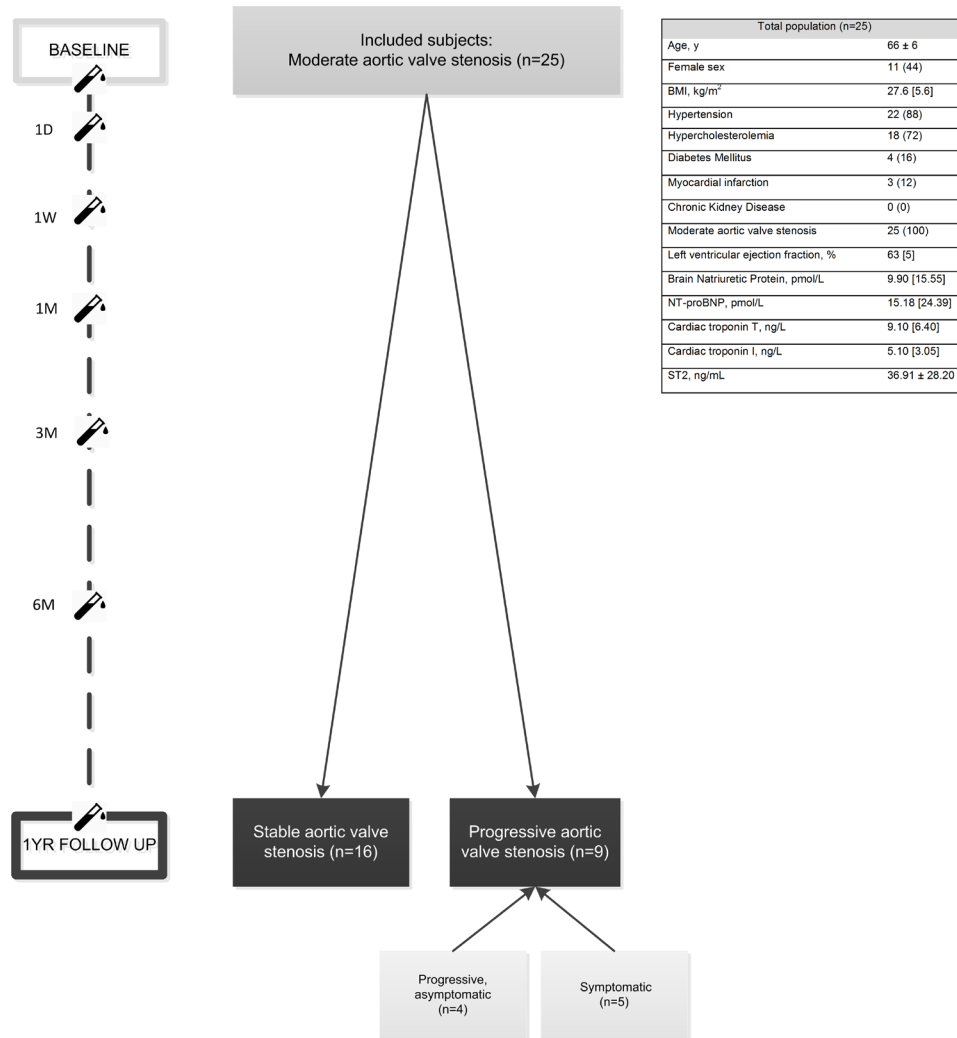 BASELINE
1D
1W
1M
3M
6M
1YR FOLLOW UP
Included subjects:
Moderate aortic valve stenosis (n=25)
Stable aortic valve
stenosis (n=16)
Progressive aortic
valve stenosis (n=9)
Progressive,
asymptomatic
(n=4)
Symptomatic
(n=5)
Total population (n=25)
Age, y 66 ± 6
Female sex 11 (44)
BMI, kg/m² 27.6 [5.6]
Hypertension 22 (88)
Hypercholesterolemia 18 (72)
Diabetes Mellitus 4 (16)
Myocardial infarction 3 (12)
Chronic Kidney Disease 0 (0)
Moderate aortic valve stenosis 25 (100)
Left ventricular ejection fraction, % 63 [5]
Brain Natriuretic Protein, pmol/L 9.90 [15.55]
NT-proBNP, pmol/L 15.18 [24.39]
Cardiac troponin T, ng/L 9.10 [6.40]
Cardiac troponin I, ng/L 5.10 [3.05]
ST2, ng/mL 36.91 ± 28.20